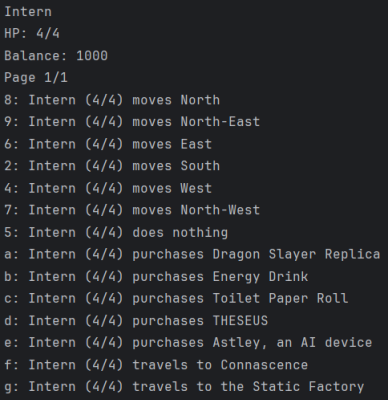 Intern
HP: 4/4
Balance: 1000
Page 1/1
8: Intern (4/4) moves North
9: Intern (4/4) moves North-East
6: Intern (4/4) moves East
2: Intern (4/4) moves South
4: Intern (4/4) moves West
7: Intern (4/4) moves North-West
5: Intern (4/4) does nothing
a: Intern (4/4) purchases Dragon Slayer Replica
b: Intern (4/4) purchases Energy Drink
c: Intern (4/4) purchases Toilet Paper Roll
d: Intern (4/4) purchases THESEUS
e: Intern (4/4) purchases Astley, an AI device
f: Intern (4/4) travels to Connascence
g: Intern (4/4) travels to the Static Factory